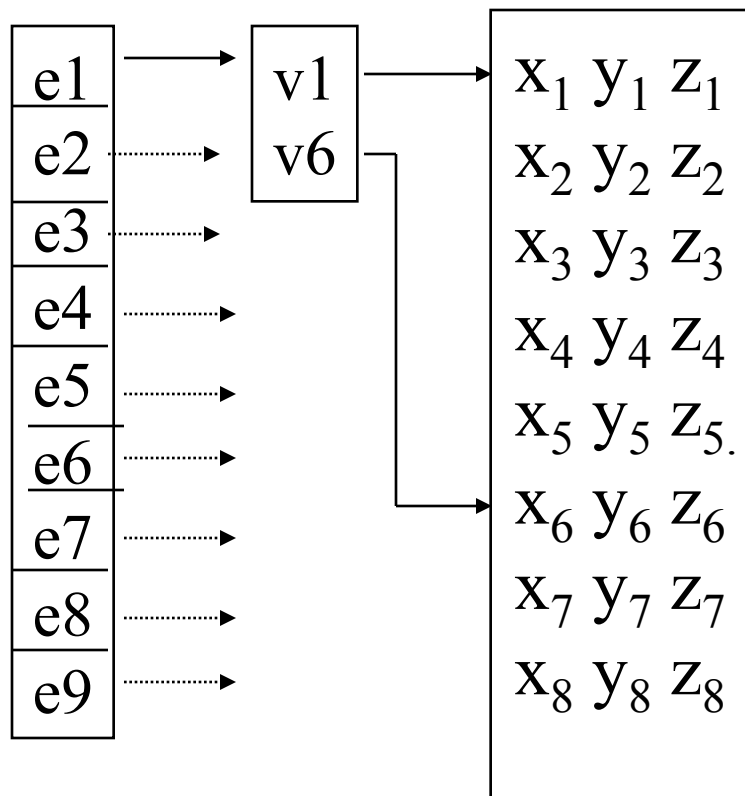 e1
e2
e3
e4
e5
e6
e7
e8
e9
v1
v6
x₁ y₁ z₁
x₂ y₂ z₂
x₃ y₃ z₃
x₄ y₄ z₄
x₅ y₅ z₅.
x₆ y₆ z₆
x₇ y₇ z₇
x₈ y₈ z₈